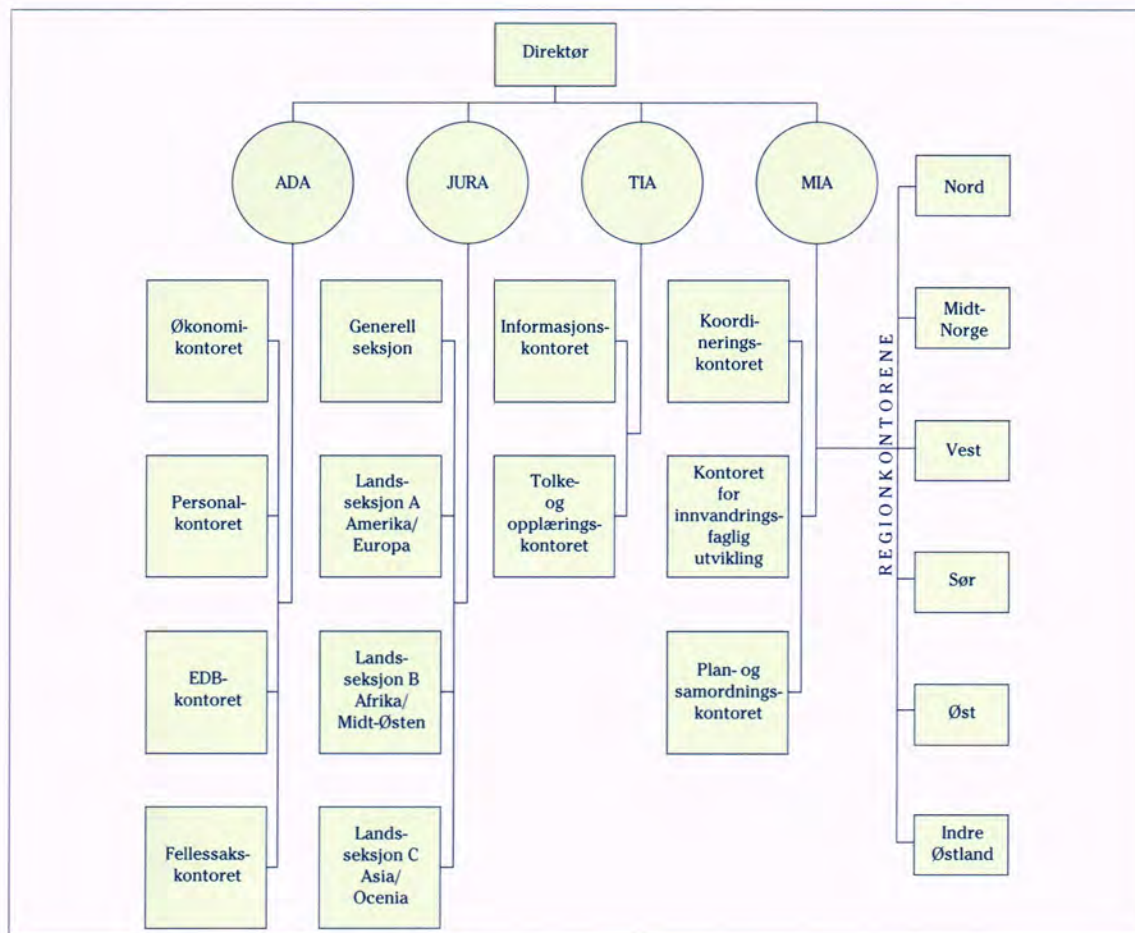 Direktør
ADA
JURA
TIA
MIA
Økonomi-
kontoret
Personal-
kontoret
EDB-
kontoret
Fellessaks-
kontoret
Generell
seksjon
Lands-
seksjon A
Amerika/
Europa
Lands-
seksjon B
Afrika/
Midt-Østen
Lands-
seksjon C
Asia/
Ocenia
Informasjons-
kontoret
Tolke-
og
opplærings-
kontoret
Koordi-
nerings-
kontoret
Kontoret
for
innvandrings-
faglig
utvikling
Plan- og
samordnings-
kontoret
REGIONKONTORENE
Nord
Midt-
Norge
Vest
Sør
Øst
Indre
Østland